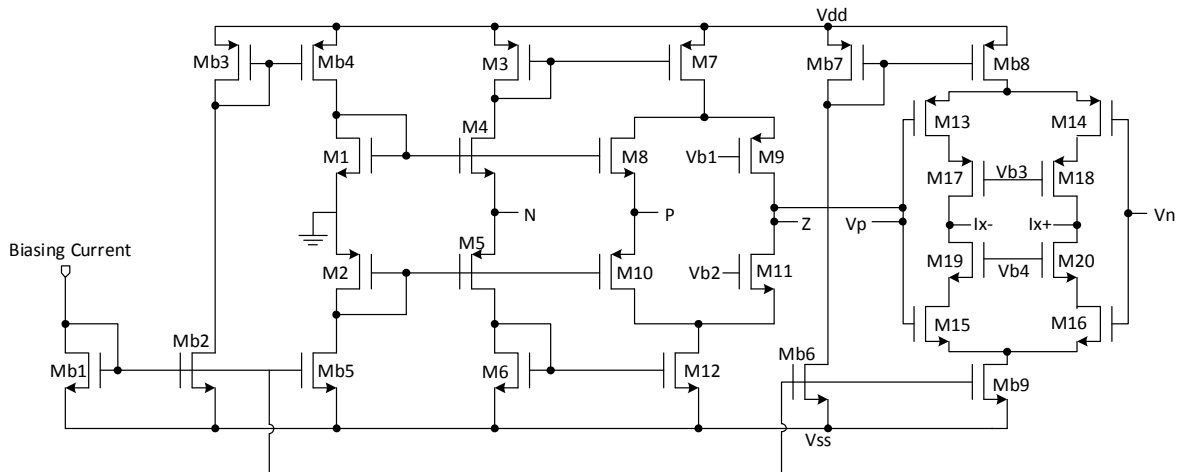 Vdd
Mb3
Mb4
M3
M7
Mb7
Mb8
M4
M13
M14
M1
M8
Vb1
M9
M17
Vb3
M18
N
P
Z
Vp
Ix-
Ix+
Vn
Biasing Current
M5
M2
M10
Vb2
M11
M19
Vb4
M20
M15
M16
Mb2
Mb1
Mb5
M6
M12
Mb6
Mb9
Vss